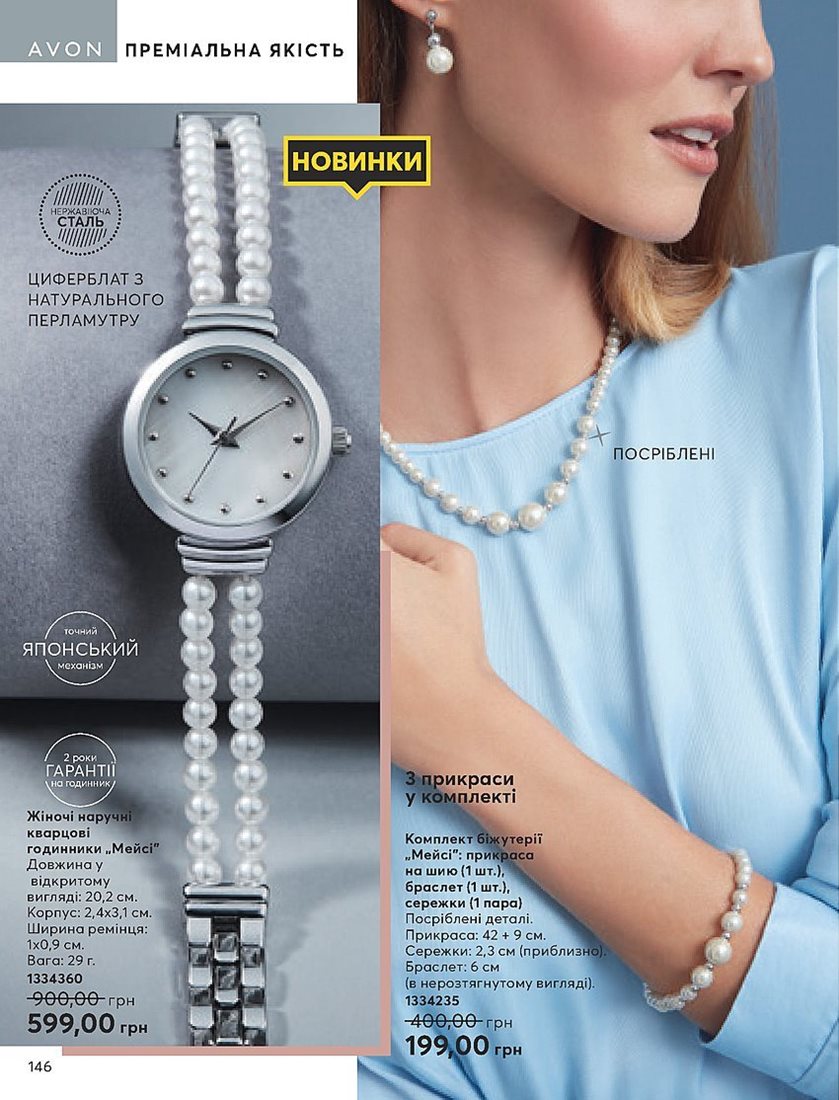 AVON
ПРЕМІАЛЬНА ЯКІСТЬ
НОВИНКИ
НЕРЖАВІЮЧА
СТАЛЬ
ЦИФЕРБЛАТ З
НАТУРАЛЬНОГО
ПЕРЛАМУТРУ
ПОСРІБЛЕНІ
точний
ЯПОНСЬКИЙ
механізм
2 роки
ГАРАНТІЇ
на годинник
Жіночі наручні
кварцові
годинники „Мейсі”
Довжина у
відкритому
вигляді: 20,2 см.
Корпус: 2,4х3,1 см.
Ширина ремінця:
1х0,9 см.
Вага: 29 г.
1334360
900,00 грн
599,00 грн
3 прикраси
у комплекті
Комплект біжутерії
„Мейсі”: прикраса
на шию (1 шт.),
браслет (1 шт.),
сережки (1 пара)
Посріблені деталі.
Прикраса: 42 + 9 см.
Сережки: 2,3 см (приблизно).
Браслет: 6 см
(в нерозтягнутому вигляді).
1334235
400,00 грн
199,00 грн
146